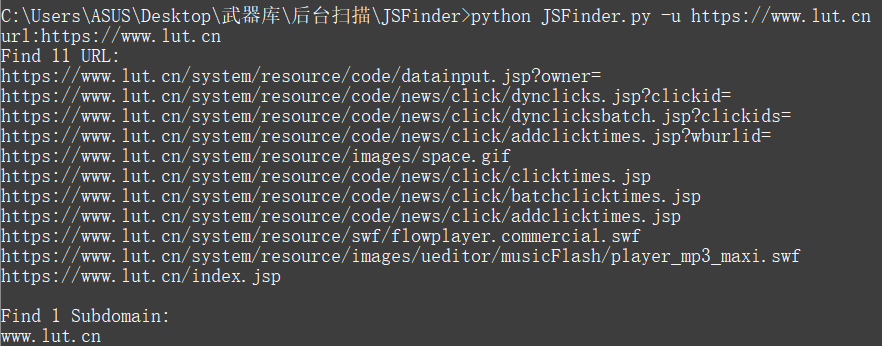 C:\Users\ASUS\Desktop\武器库\后台扫描\JSFinder>python JSFinder.py -u https://www.lut.cn
url:https://www.lut.cn
Find 11 URL:
https://www.lut.cn/system/resource/code/datainput.jsp?owner=
https://www.lut.cn/system/resource/code/news/click/dynclicks.jsp?clickid=
https://www.lut.cn/system/resource/code/news/click/dynclicksbatch.jsp?clickids=
https://www.lut.cn/system/resource/code/news/click/addclicktimes.jsp?wburlid=
https://www.lut.cn/system/resource/images/space.gif
https://www.lut.cn/system/resource/code/news/click/clicktimes.jsp
https://www.lut.cn/system/resource/code/news/click/batchclicktimes.jsp
https://www.lut.cn/system/resource/code/news/click/addclicktimes.jsp
https://www.lut.cn/system/resource/swf/flowplayer.commercial.swf
https://www.lut.cn/system/resource/images/ueditor/musicFlash/player_mp3_maxi.swf
https://www.lut.cn/index.jsp
Find 1 Subdomain:
www.lut.cn